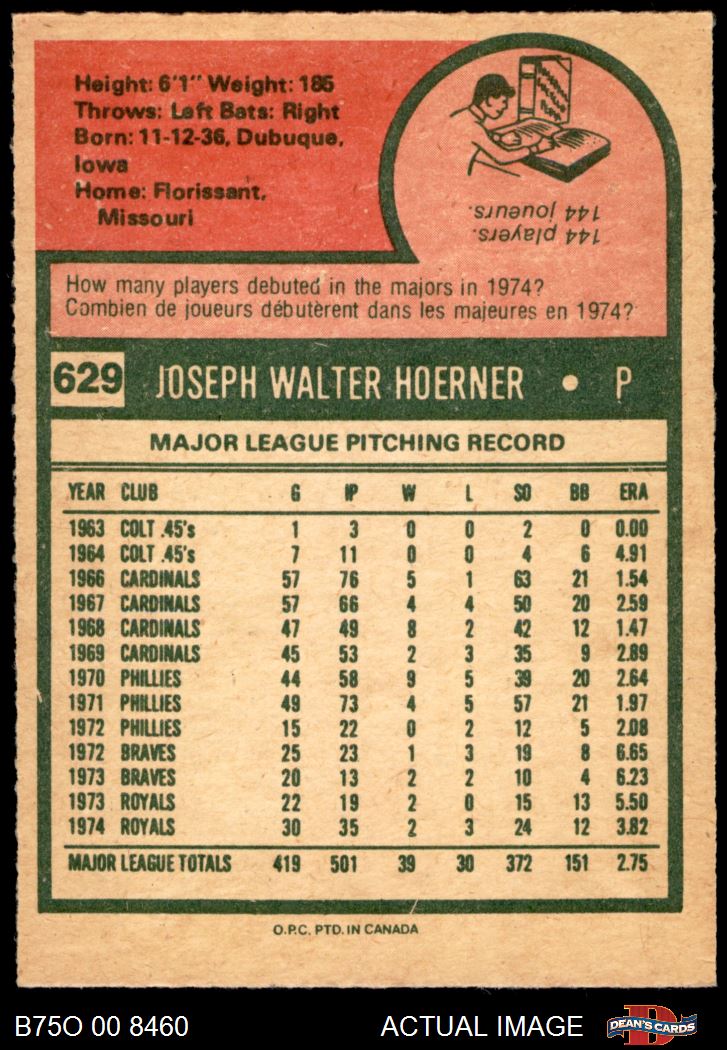 Height: 6'1" Weight: 185
Throws: Left Bats: Right
Born: 11-12-36, Dubuque,
Iowa
Home: Florissant,
Missouri
144 players.
144 joueurs.
How many players debuted in the majors in 1974?
Combien de joueurs débutèrent dans les majeures en 1974?
629 JOSEPH WALTER HOERNER • P
MAJOR LEAGUE PITCHING RECORD
YEAR CLUB G IP W L SO BB ERA
1963 COLT .45's 1 3 0 0 2 0 0.00
1964 COLT .45's 7 11 0 0 4 6 4.91
1966 CARDINALS 57 76 5 1 63 21 1.54
1967 CARDINALS 57 66 4 4 50 20 2.59
1968 CARDINALS 47 49 8 2 42 12 1.47
1969 CARDINALS 45 53 2 3 35 9 2.89
1970 PHILLIES 44 58 9 5 39 20 2.64
1971 PHILLIES 49 73 4 5 57 21 1.97
1972 PHILLIES 15 22 0 2 12 5 2.08
1972 BRAVES 25 23 1 3 19 8 6.65
1973 BRAVES 20 13 2 2 10 4 6.23
1973 ROYALS 22 19 2 0 15 13 5.50
1974 ROYALS 30 35 2 3 24 12 3.82
MAJOR LEAGUE TOTALS 419 501 39 30 372 151 2.75
O.P.C. PTD. IN CANADA
B75O 00 8460 ACTUAL IMAGE D DEAN'S CARDS